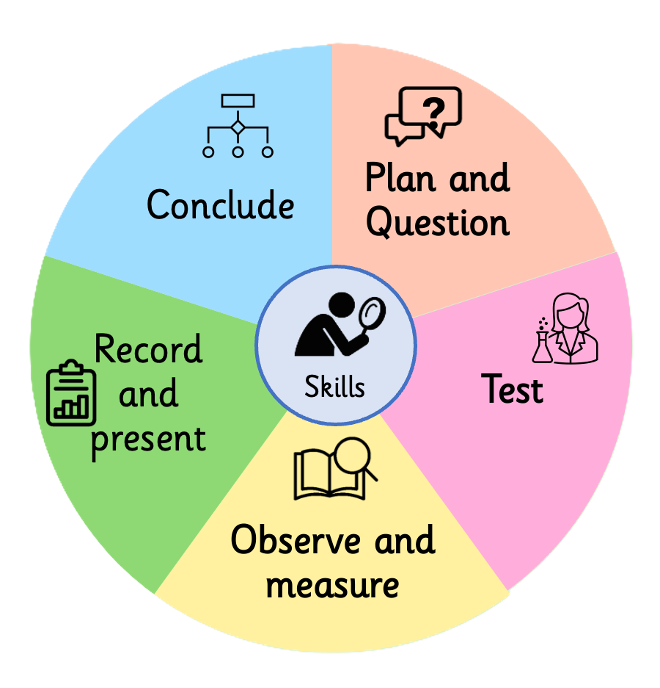 Plan and
Question
Test
Observe and
measure
Record
and
present
Conclude
Skills
?